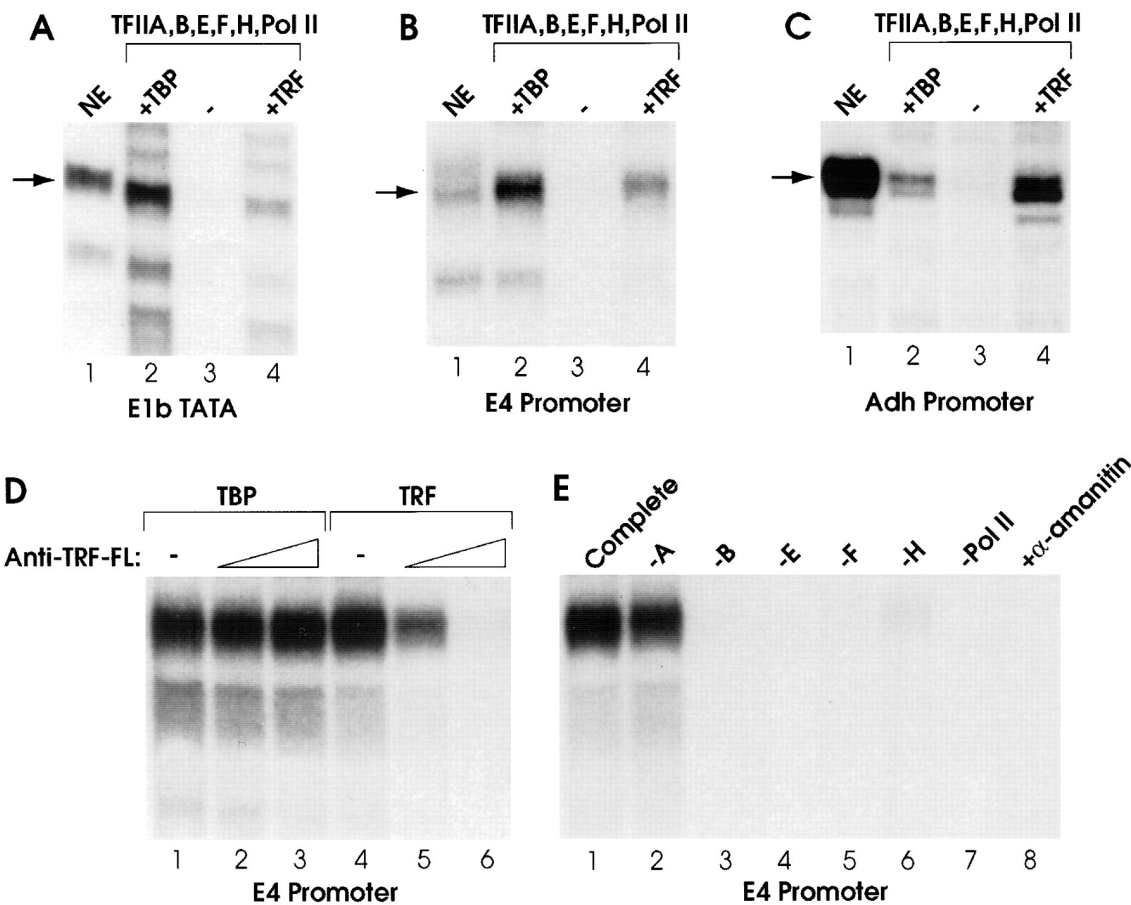 A
TFIIA,B,E,F,H,Pol II
NE
+TBP
-
+TRF
1 2 3 4
E1b TATA
B
TFIIA,B,E,F,H,Pol II
NE
+TBP
-
+TRF
1 2 3 4
E4 Promoter
C
TFIIA,B,E,F,H,Pol II
NE
+TBP
-
+TRF
1 2 3 4
Adh Promoter
D
TBP TRF
Anti-TRF-FL: - -
1 2 3 4 5 6
E4 Promoter
E
Complete
-A
-B
-E
-F
-H
-Pol II
+α-amanitin
1 2 3 4 5 6 7 8
E4 Promoter